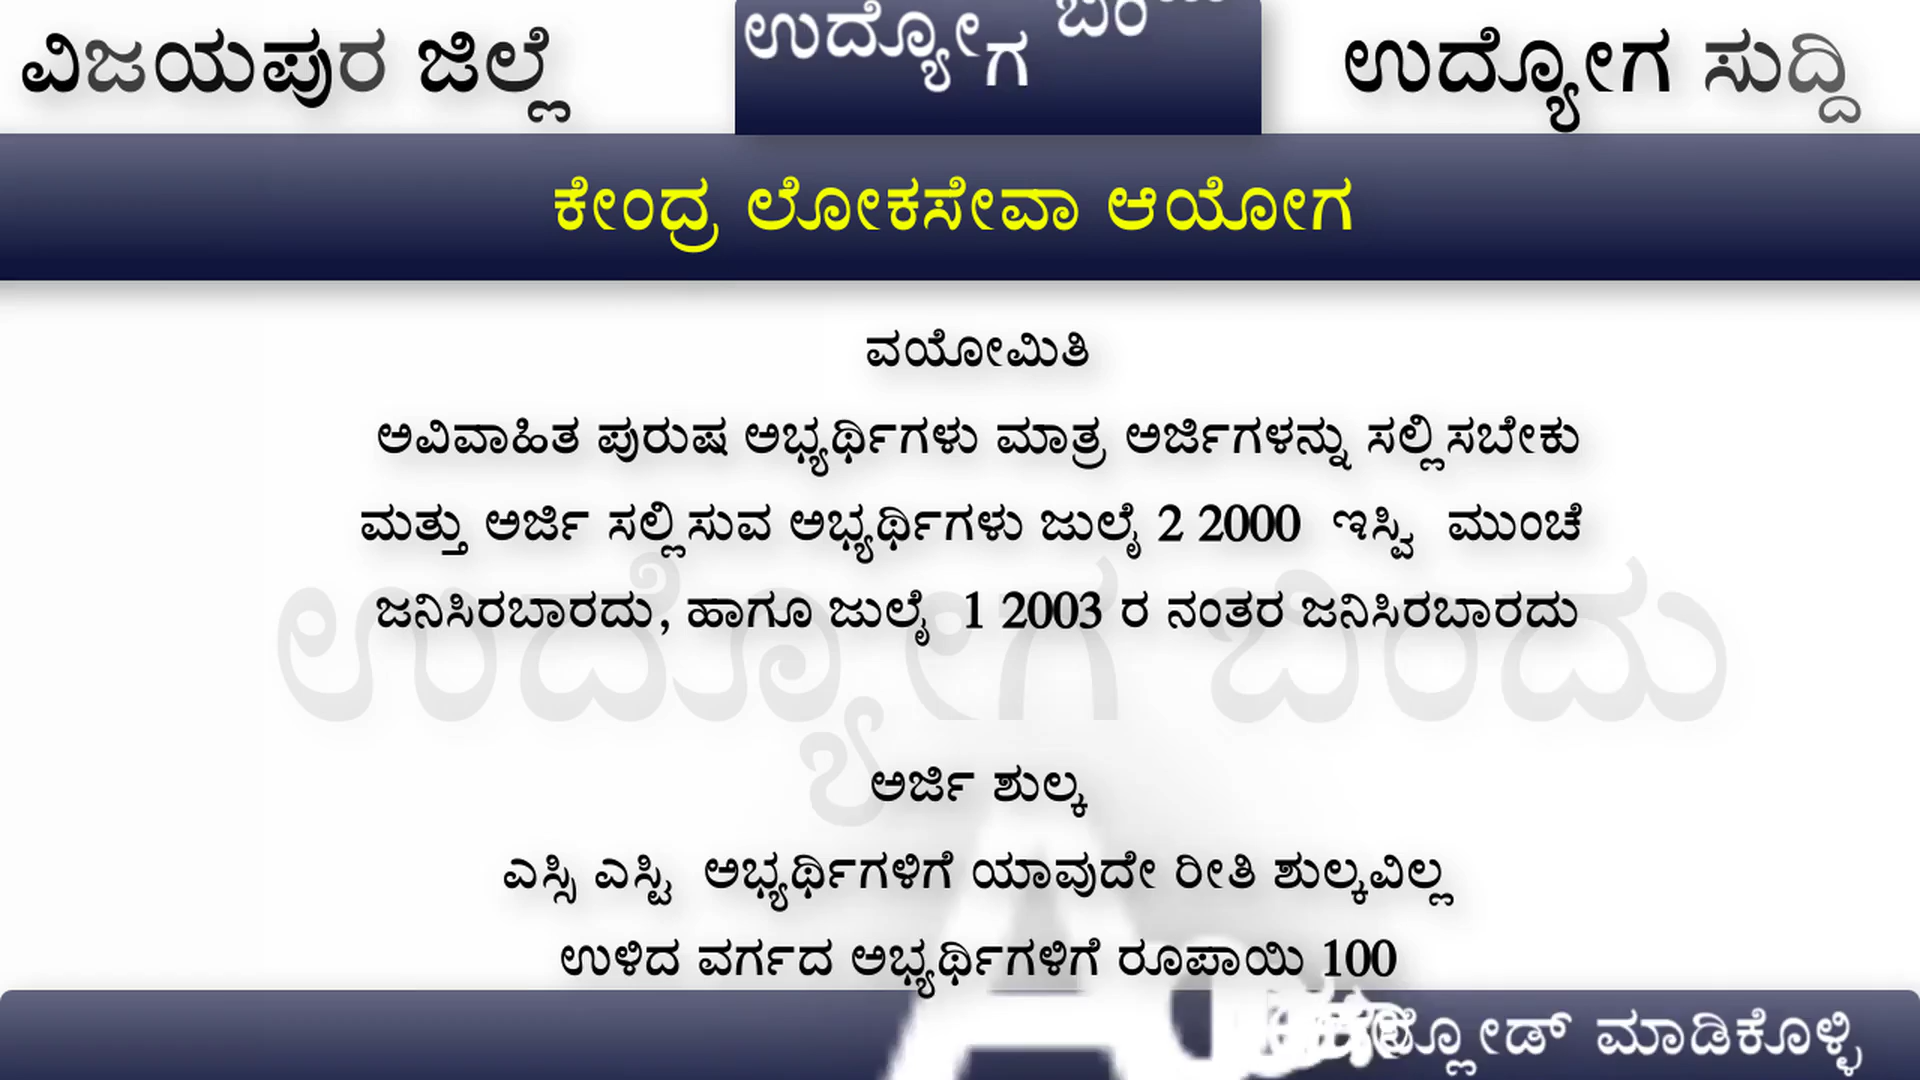 ವಿಜಯಪುರ ಜಿಲ್ಲೆ
ಉದ್ಯೋಗ
ಉದ್ಯೋಗ ಸುದ್ದಿ
ಕೇಂದ್ರ ಲೋಕಸೇವಾ ಆಯೋಗ
ವಯೋಮಿತಿ
ಅವಿವಾಹಿತ ಪುರುಷ ಅಭ್ಯರ್ಥಿಗಳು ಮಾತ್ರ ಅರ್ಜಿಗಳನ್ನು ಸಲ್ಲಿಸಬೇಕು
ಮತ್ತು ಅರ್ಜಿ ಸಲ್ಲಿಸುವ ಅಭ್ಯರ್ಥಿಗಳು ಜುಲೈ 2 2000 ಇಸ್ವಿ ಮುಂಚೆ
ಜನಿಸಿರಬಾರದು, ಹಾಗೂ ಜುಲೈ 1 2003 ರ ನಂತರ ಜನಿಸಿರಬಾರದು
ಉದ್ಯೋಗ ಬಿಂದು
ಅರ್ಜಿ ಶುಲ್ಕ
ಎಸ್ಸಿ ಎಸ್ಟಿ ಅಭ್ಯರ್ಥಿಗಳಿಗೆ ಯಾವುದೇ ರೀತಿ ಶುಲ್ಕವಿಲ್ಲ
ಉಳಿದ ವರ್ಗದ ಅಭ್ಯರ್ಥಿಗಳಿಗೆ ರೂಪಾಯಿ 100
ಮಾಡಿಕೊಳ್ಳಿ